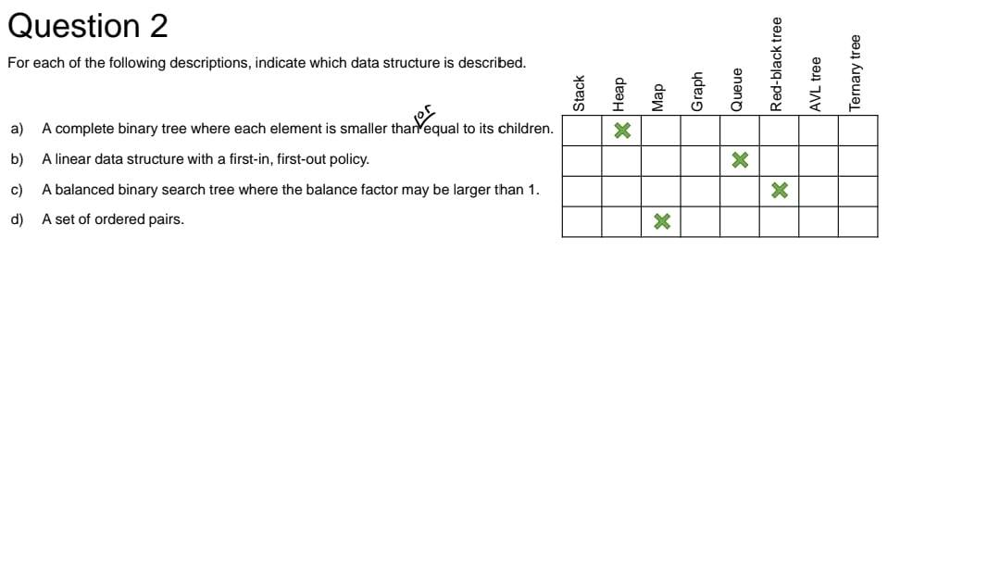 Question 2
For each of the following descriptions, indicate which data structure is described.
Stack
Heap
Map
Graph
Queue
Red-black tree
AVL tree
Ternary tree
a) A complete binary tree where each element is smaller than or equal to its children.
b) A linear data structure with a first-in, first-out policy.
c) A balanced binary search tree where the balance factor may be larger than 1.
d) A set of ordered pairs.